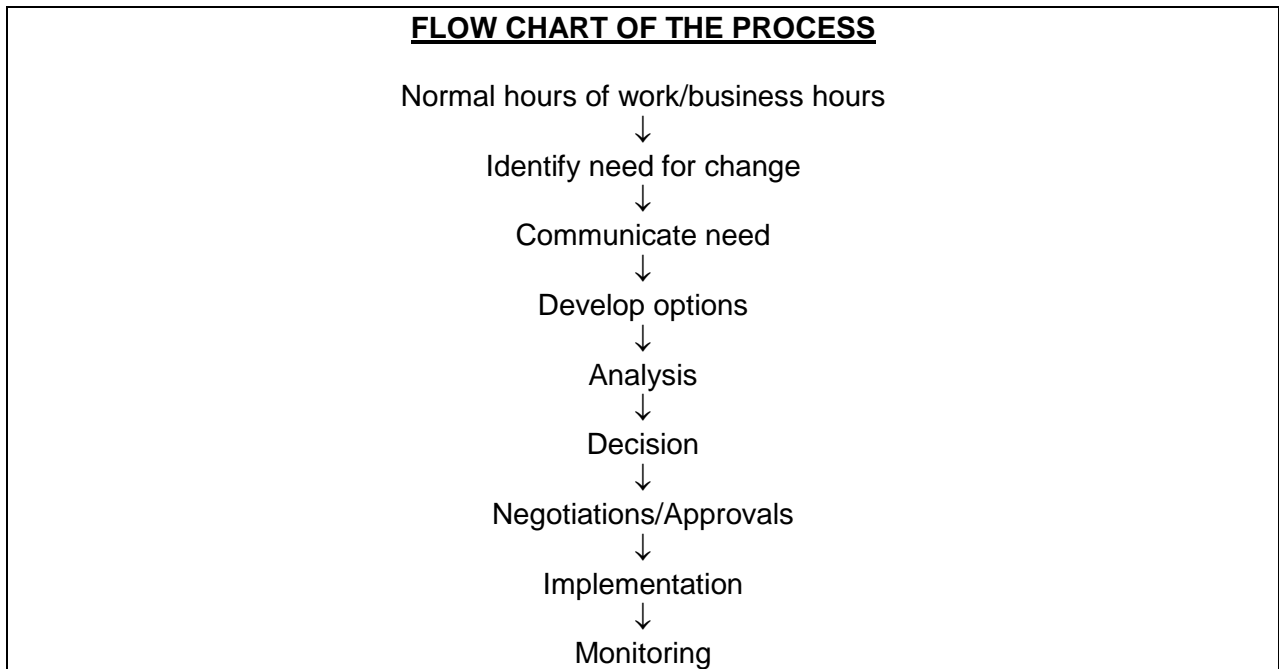 FLOW CHART OF THE PROCESS
Normal hours of work/business hours
↓
Identify need for change
↓
Communicate need
↓
Develop options
↓
Analysis
↓
Decision
↓
Negotiations/Approvals
↓
Implementation
↓
Monitoring